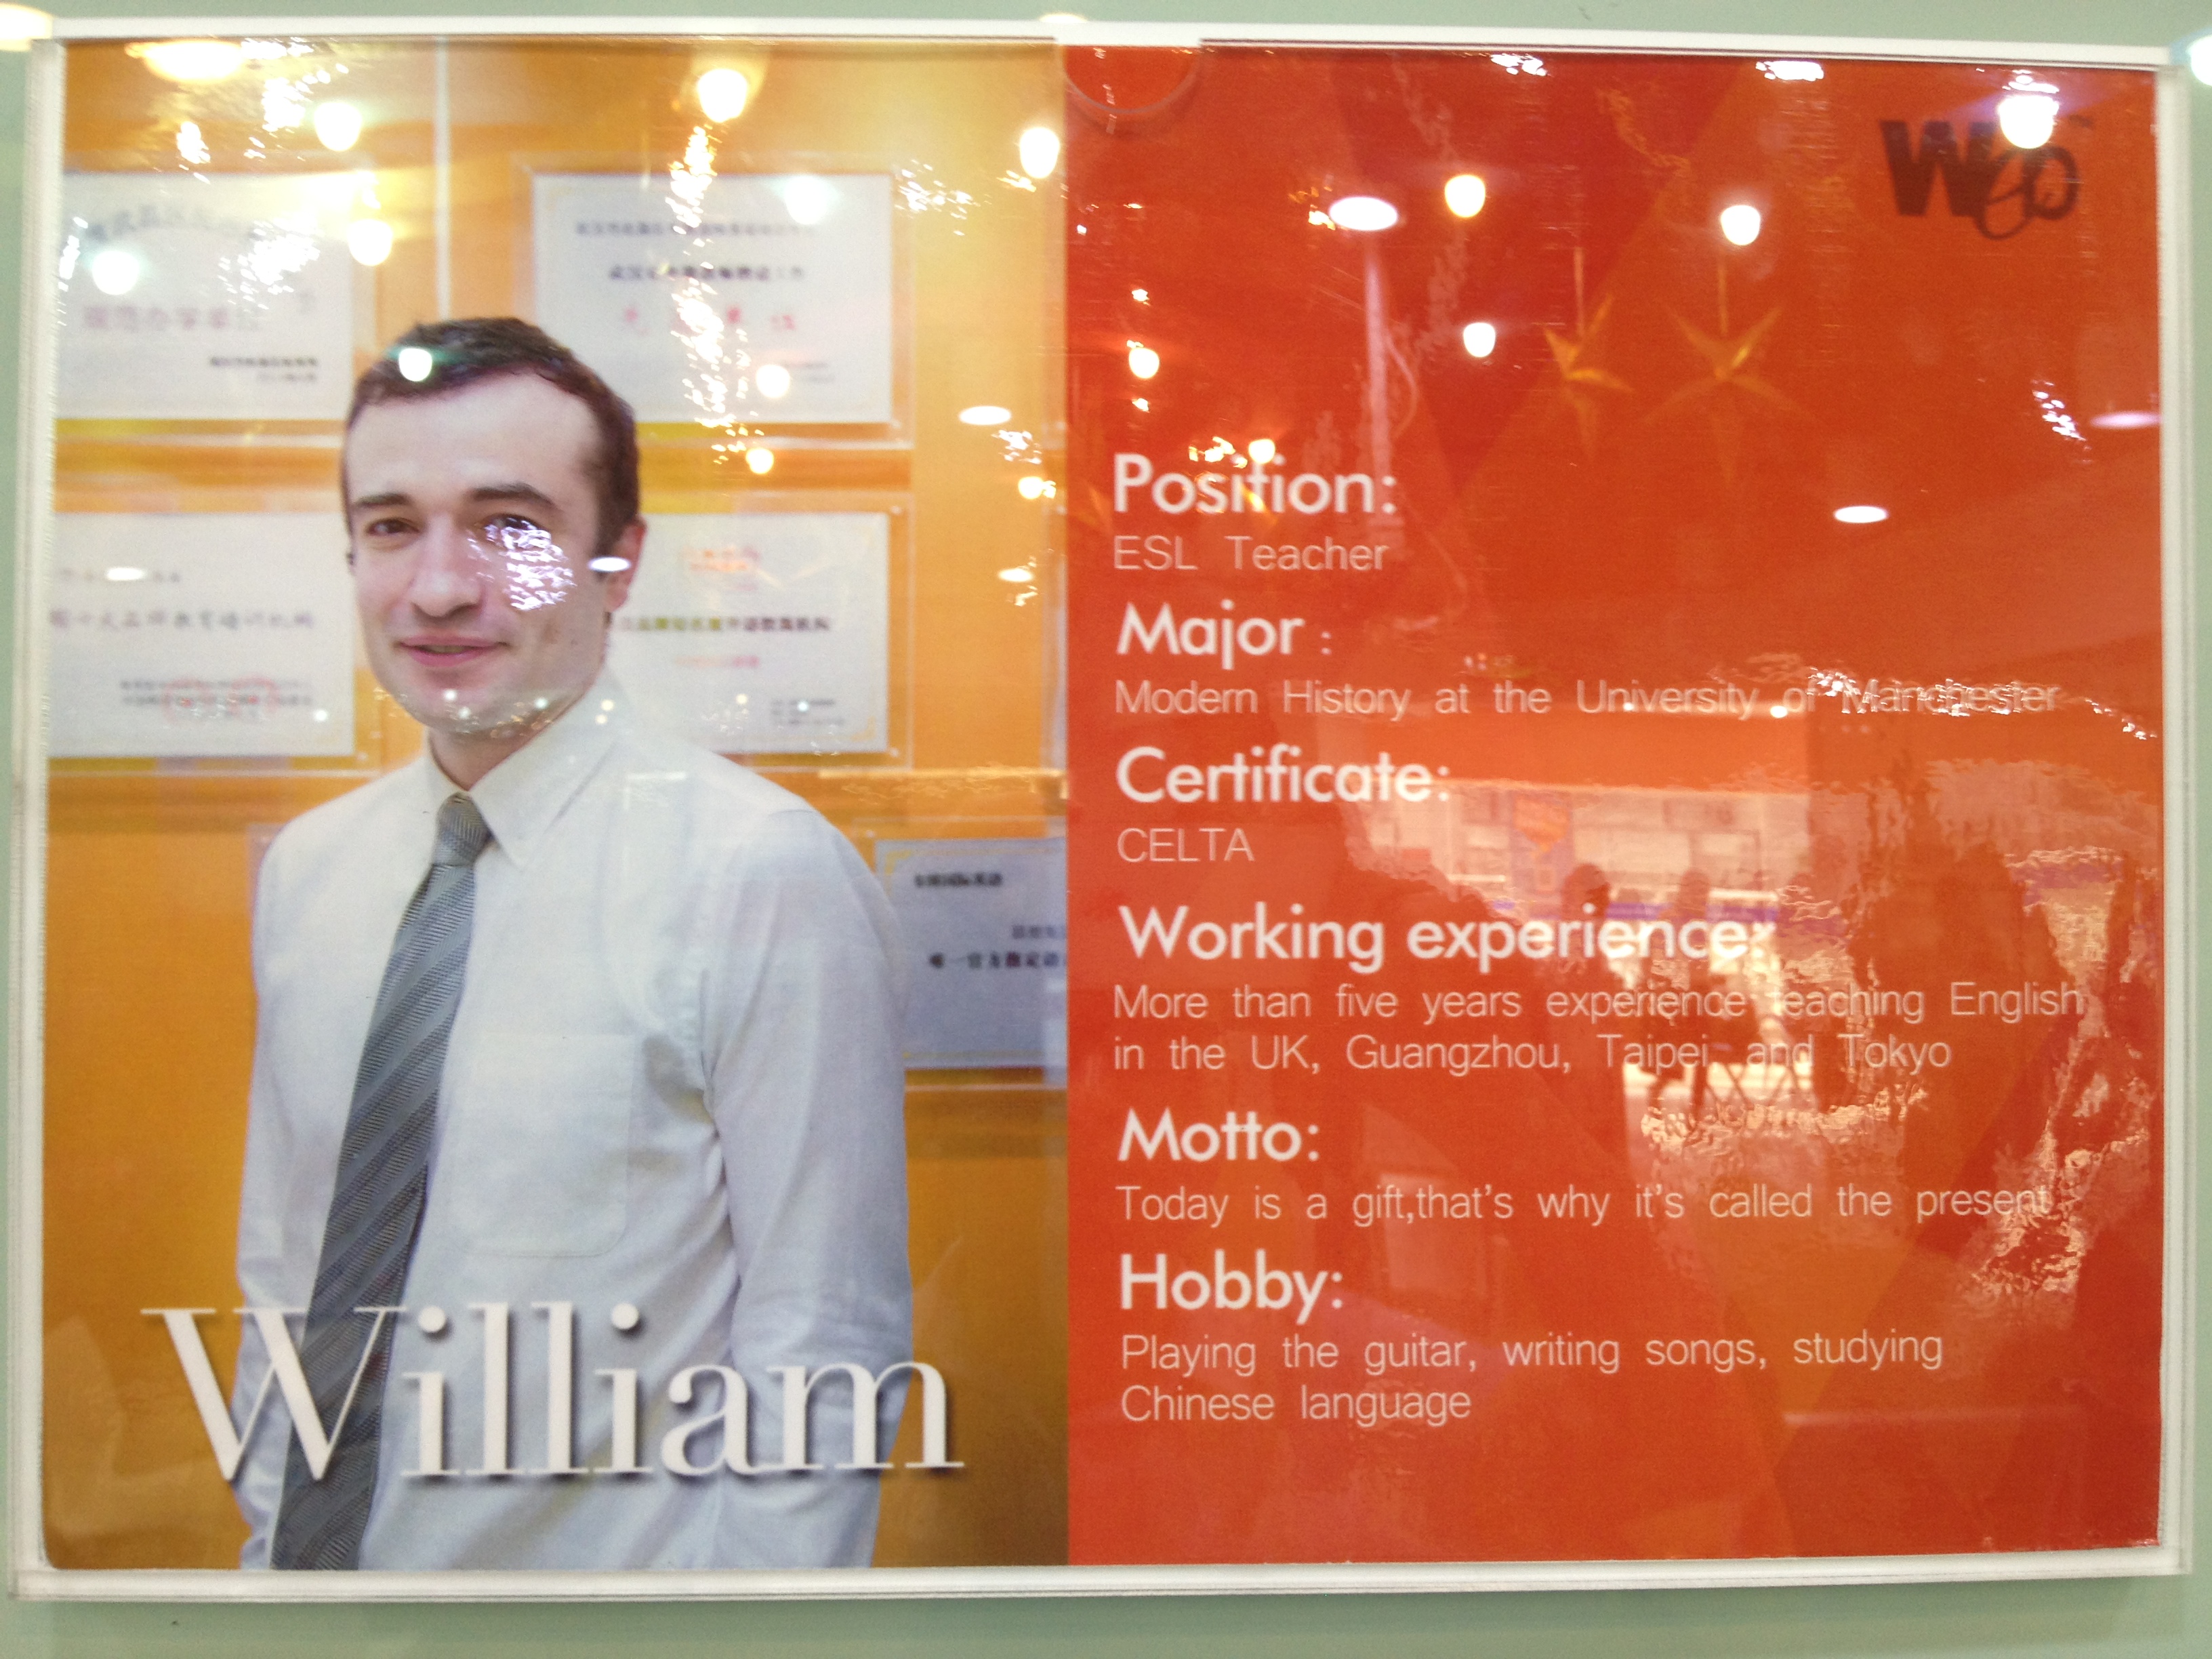 William
Position:
ESL Teacher
Major :
Modern History at the University of Manchester
Certificate:
CELTA
Working experience:
More than five years experience teaching English
in the UK, Guangzhou, Taipei and Tokyo
Motto:
Today is a gift,that's why it's called the present
Hobby:
Playing the guitar, writing songs, studying
Chinese language